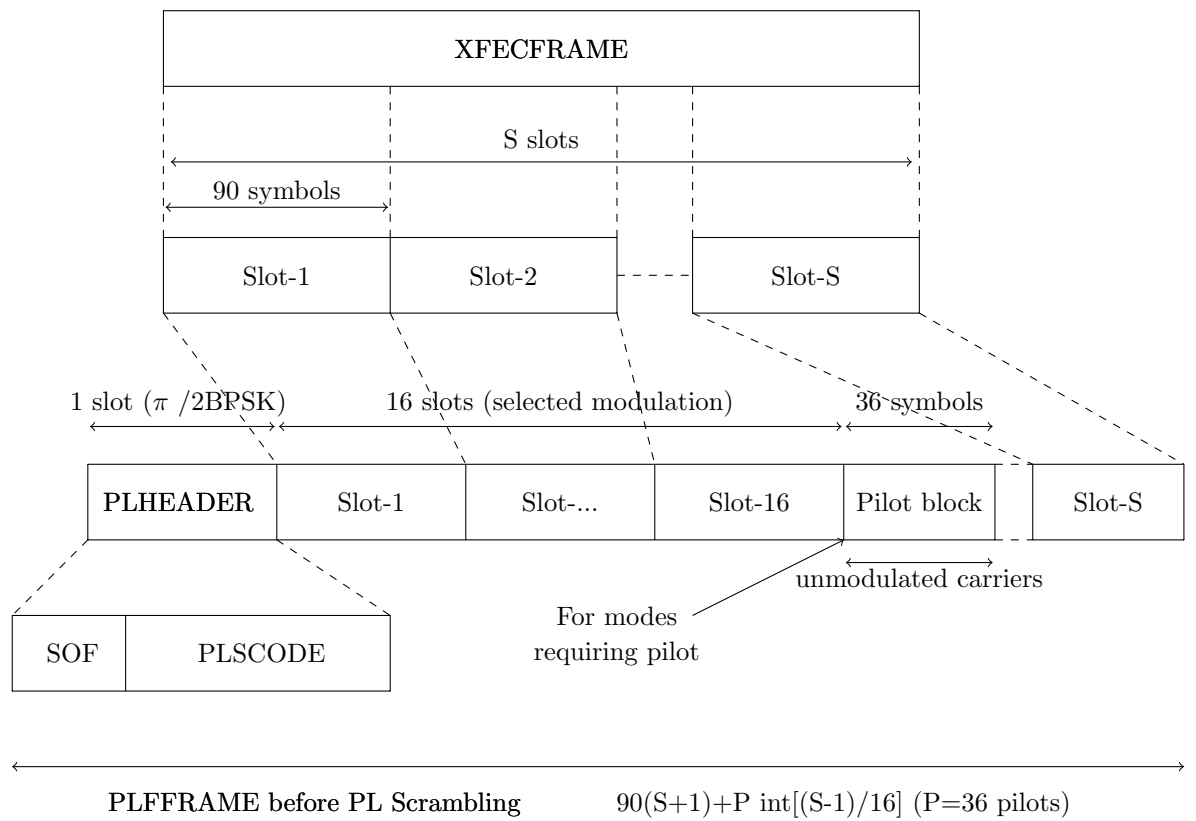 XFECFRAME
S slots
90 symbols
Slot-1
Slot-2
Slot-S
1 slot (π /2BPSK)
16 slots (selected modulation)
36 symbols
PLHEADER
Slot-1
Slot-...
Slot-16
Pilot block
Slot-S
unmodulated carriers
For modes
requiring pilot
SOF
PLSCODE
PLFFRAME before PL Scrambling
90(S+1)+P int[(S-1)/16] (P=36 pilots)